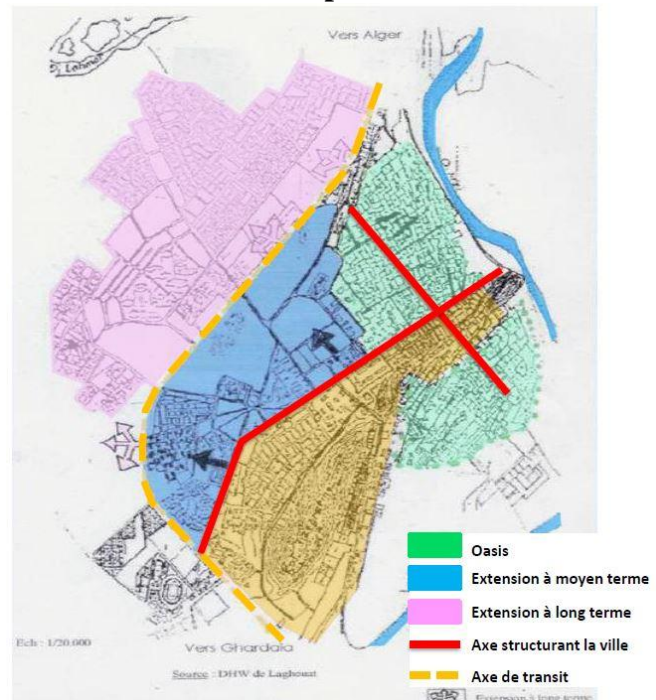 Vers Alger
Oasis
Extension à moyen terme
Extension à long terme
Axe structurant la ville
Ech : 1/20.000
Vers Ghardaia
Axe de transit
Source : DHW de Laghouat
Extension à long terme